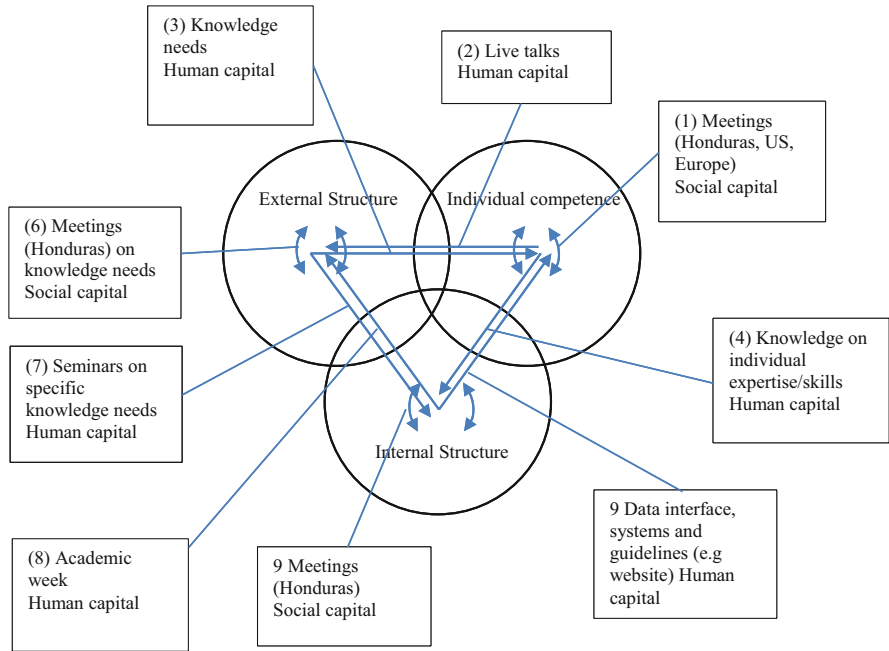 (3) Knowledge
needs
Human capital
(2) Live talks
Human capital
(1) Meetings
(Honduras, US,
Europe)
Social capital
External Structure
Individual competence
(6) Meetings
(Honduras) on
knowledge needs
Social capital
(7) Seminars on
specific
knowledge needs
Human capital
(4) Knowledge on
individual
expertise/skills
Human capital
Internal Structure
(8) Academic
week
Human capital
9 Meetings
(Honduras)
Social capital
9 Data interface,
systems and
guidelines (e.g
website) Human
capital